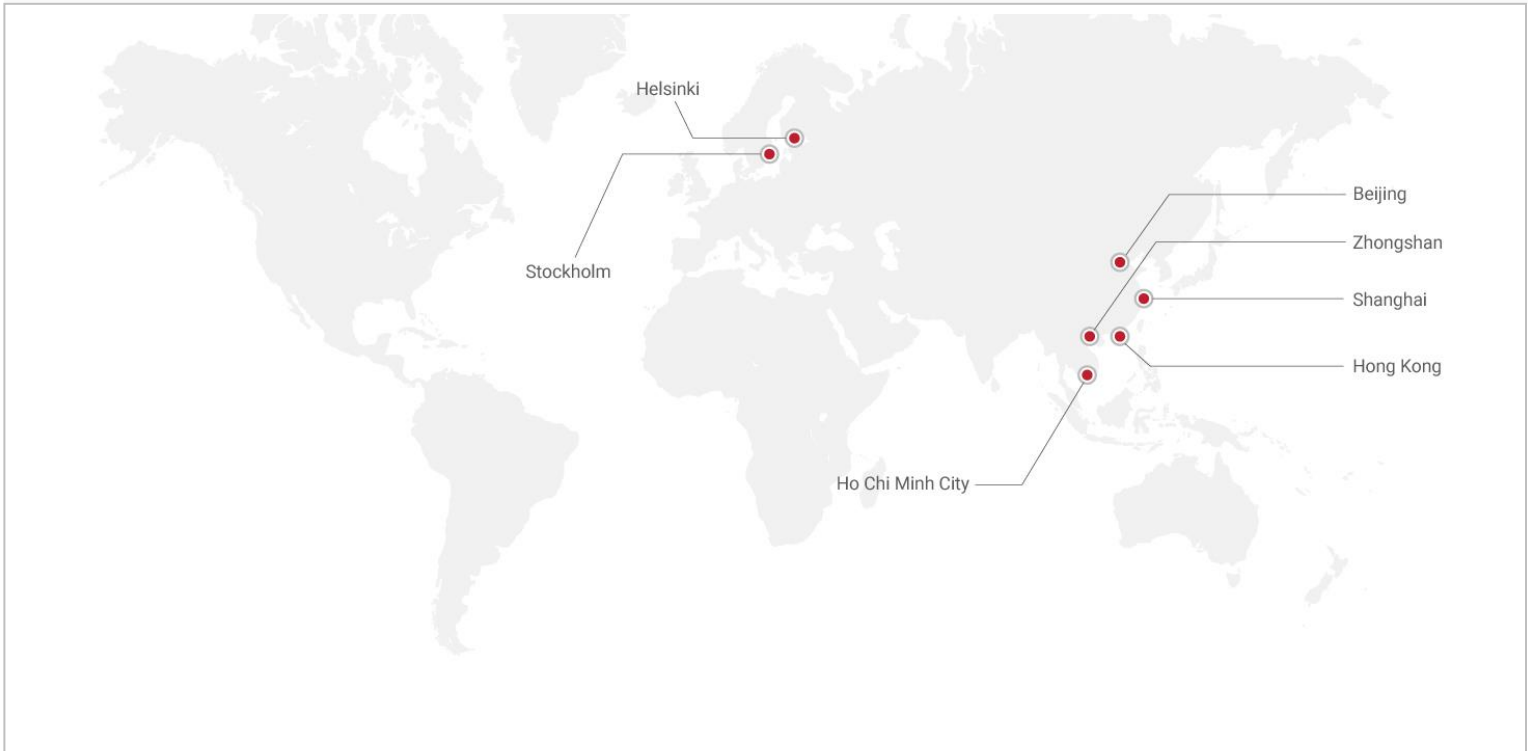 Helsinki
Beijing
Zhongshan
Stockholm
Shanghai
Hong Kong
Ho Chi Minh City